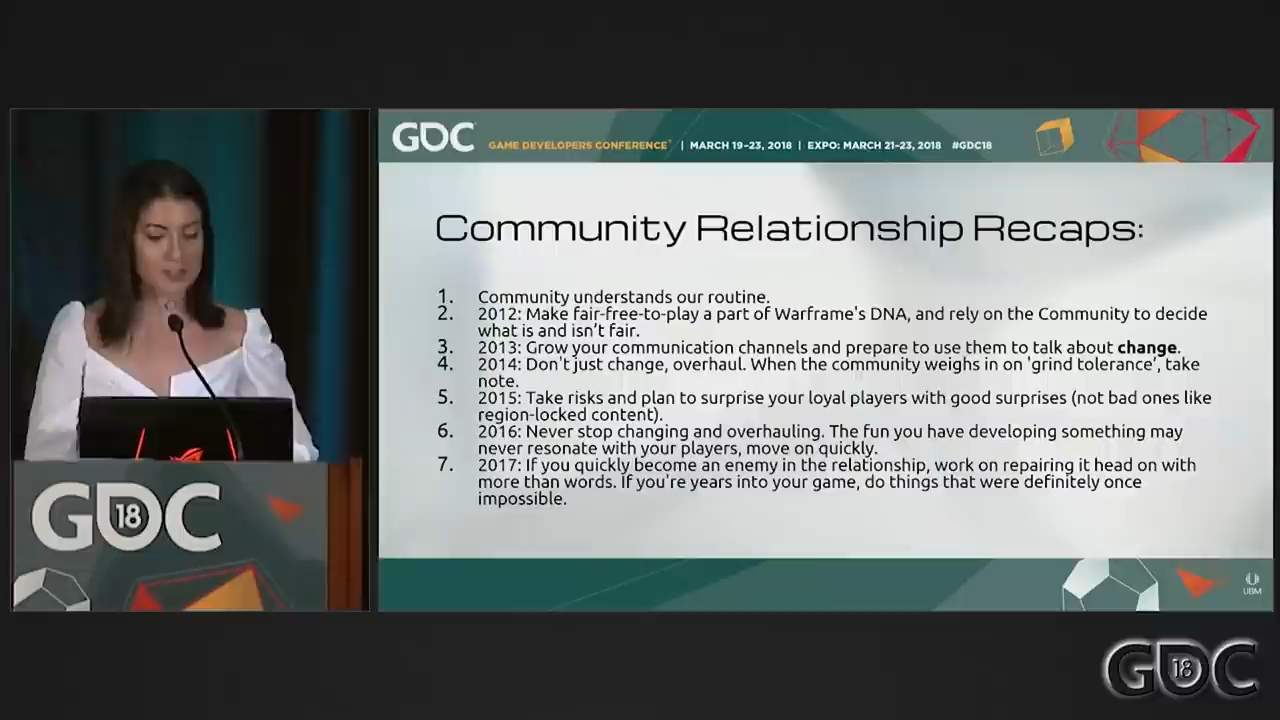 GDC GAME DEVELOPERS CONFERENCE | MARCH 19-23, 2018 | EXPO: MARCH 21-23, 2018 #GDC18
Community Relationship Recaps:
1. Community understands our routine.
2. 2012: Make fair-free-to-play a part of Warframe's DNA, and rely on the Community to decide
what is and isn't fair.
3. 2013: Grow your communication channels and prepare to use them to talk about change.
4. 2014: Don't just change, overhaul. When the community weighs in on 'grind tolerance', take
note.
5. 2015: Take risks and plan to surprise your loyal players with good surprises (not bad ones like
region-locked content).
6. 2016: Never stop changing and overhauling. The fun you have developing something may
never resonate with your players, move on quickly.
7. 2017: If you quickly become an enemy in the relationship, work on repairing it head on with
more than words. If you're years into your game, do things that were definitely once
impossible.
GDC 18
UBM
GDC 18